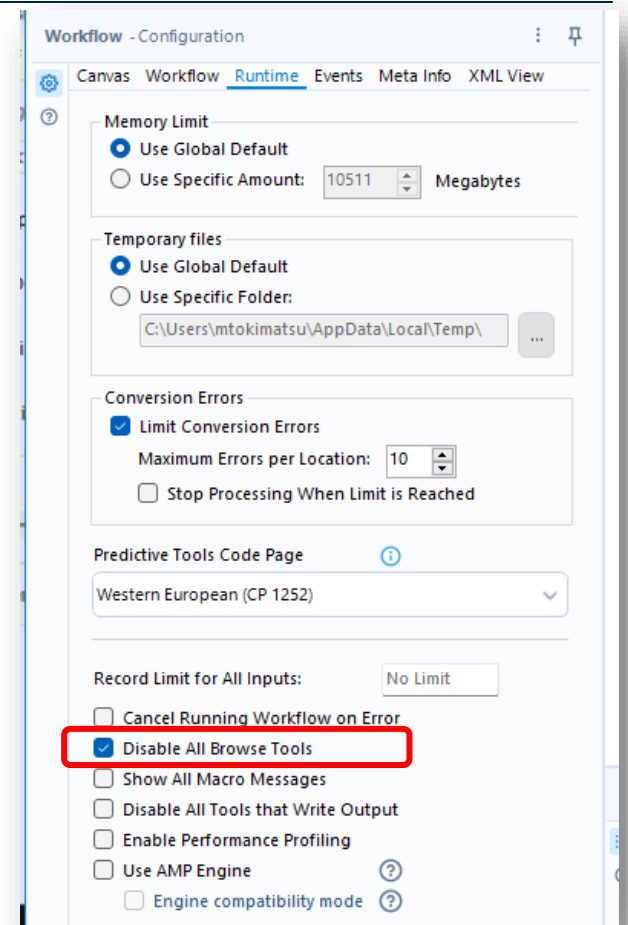 Workflow - Configuration
Canvas Workflow Runtime Events Meta Info XML View
Memory Limit
Use Global Default
Use Specific Amount: 10511 Megabytes
Temporary files
Use Global Default
Use Specific Folder:
C:\Users\mtokimatsu\AppData\Local\Temp\ ...
Conversion Errors
Limit Conversion Errors
Maximum Errors per Location: 10
Stop Processing When Limit is Reached
Predictive Tools Code Page
Western European (CP 1252)
Record Limit for All Inputs: No Limit
Cancel Running Workflow on Error
Disable All Browse Tools
Show All Macro Messages
Disable All Tools that Write Output
Enable Performance Profiling
Use AMP Engine ?
Engine compatibility mode ?